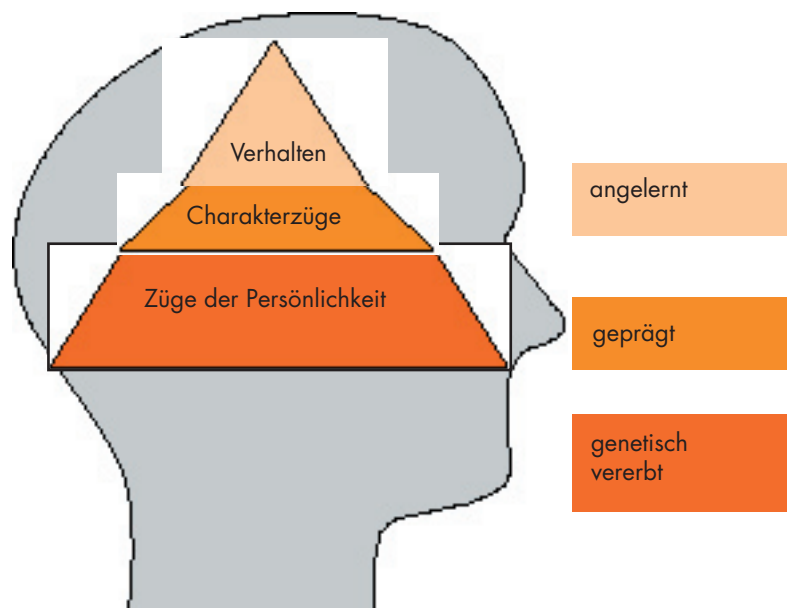 Verhalten
Charakterzüge
Züge der Persönlichkeit
angelernt
geprägt
genetisch
vererbt